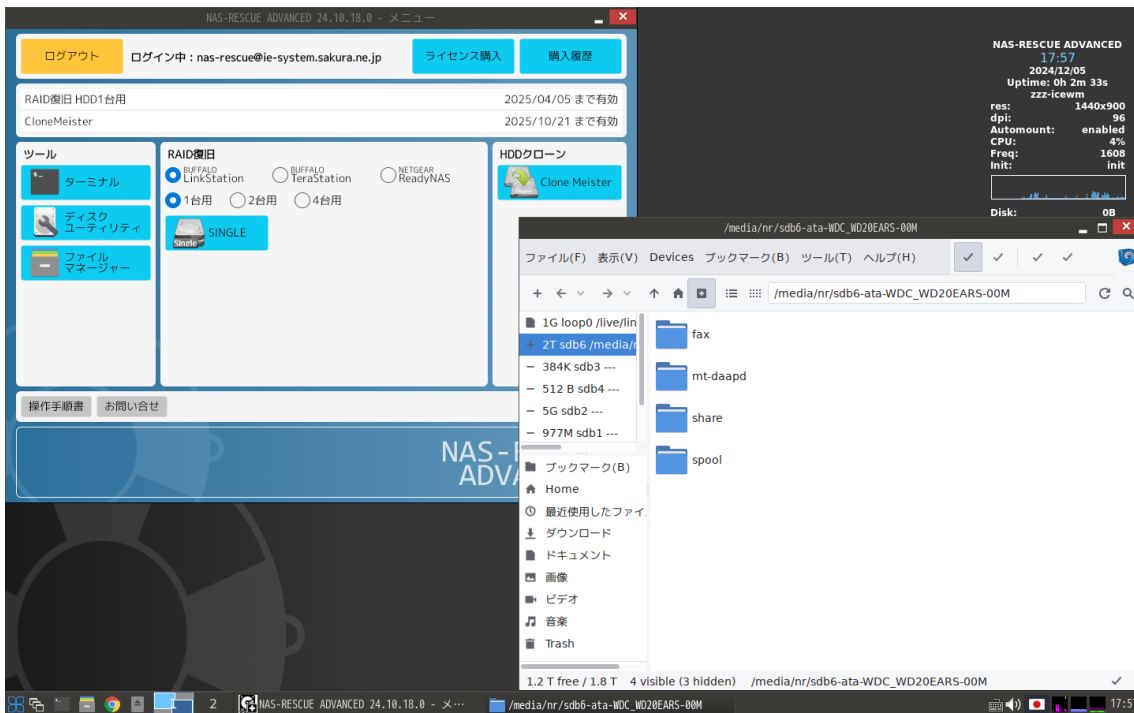 NAS-RESCUE ADVANCED 24.10.18.0 - メニュー
ログアウト
ログイン中：nas-rescue@ie-system.sakura.ne.jp
ライセンス購入
購入履歴
RAID復旧 HDD1台用 2025/04/05 まで有効
CloneMeister 2025/10/21 まで有効
ツール
ターミナル
ディスク
ユーティリティ
ファイル
マネージャー
RAID復旧
BUFFALO
LinkStation
BUFFALO
TeraStation
NETGEAR
ReadyNAS
1台用 2台用 4台用
Single
SINGLE
HDDクローン
Clone Meister
操作手順書 お問い合せ
NAS-
ADV
NAS-RESCUE ADVANCED
17:57
2024/12/05
Uptime: 0h 2m 33s
zzz-icewm
res: 1440x900
dpi: 96
Automount: enabled
CPU: 4%
Freq: 1608
Init: init
Disk: 0B
/media/nr/sdb6-ata-WDC_WD20EARS-00M
ファイル(F) 表示(V) Devices ブックマーク(B) ツール(T) ヘルプ(H)
/media/nr/sdb6-ata-WDC_WD20EARS-00M
1G loop0 /live/lin
2T sdb6 /media/r
384K sdb3 ---
512 B sdb4 ---
5G sdb2 ---
977M sdb1 ---
ブックマーク(B)
Home
最近使用したファイ
ダウンロード
ドキュメント
画像
ビデオ
音楽
Trash
fax
mt-daapd
share
spool
1.2 T free / 1.8 T 4 visible (3 hidden) /media/nr/sdb6-ata-WDC_WD20EARS-00M
1 2 NAS-RESCUE ADVANCED 24.10.18.0 - メ… /media/nr/sdb6-ata-WDC_WD20EARS-00M 17:5